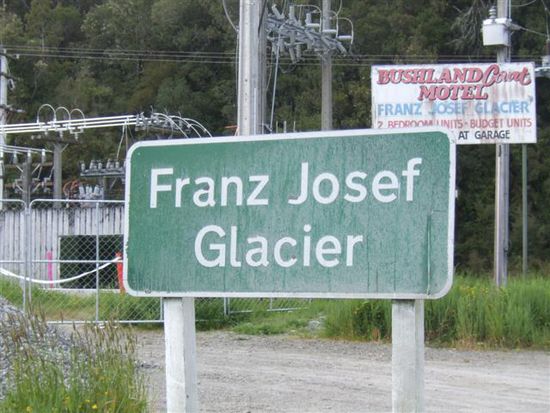 Franz Josef
Glacier
BUSHLAND Court
MOTEL
FRANZ JOSEF GLACIER
2 BEDROOM UNITS - BUDGET UNITS
AT GARAGE